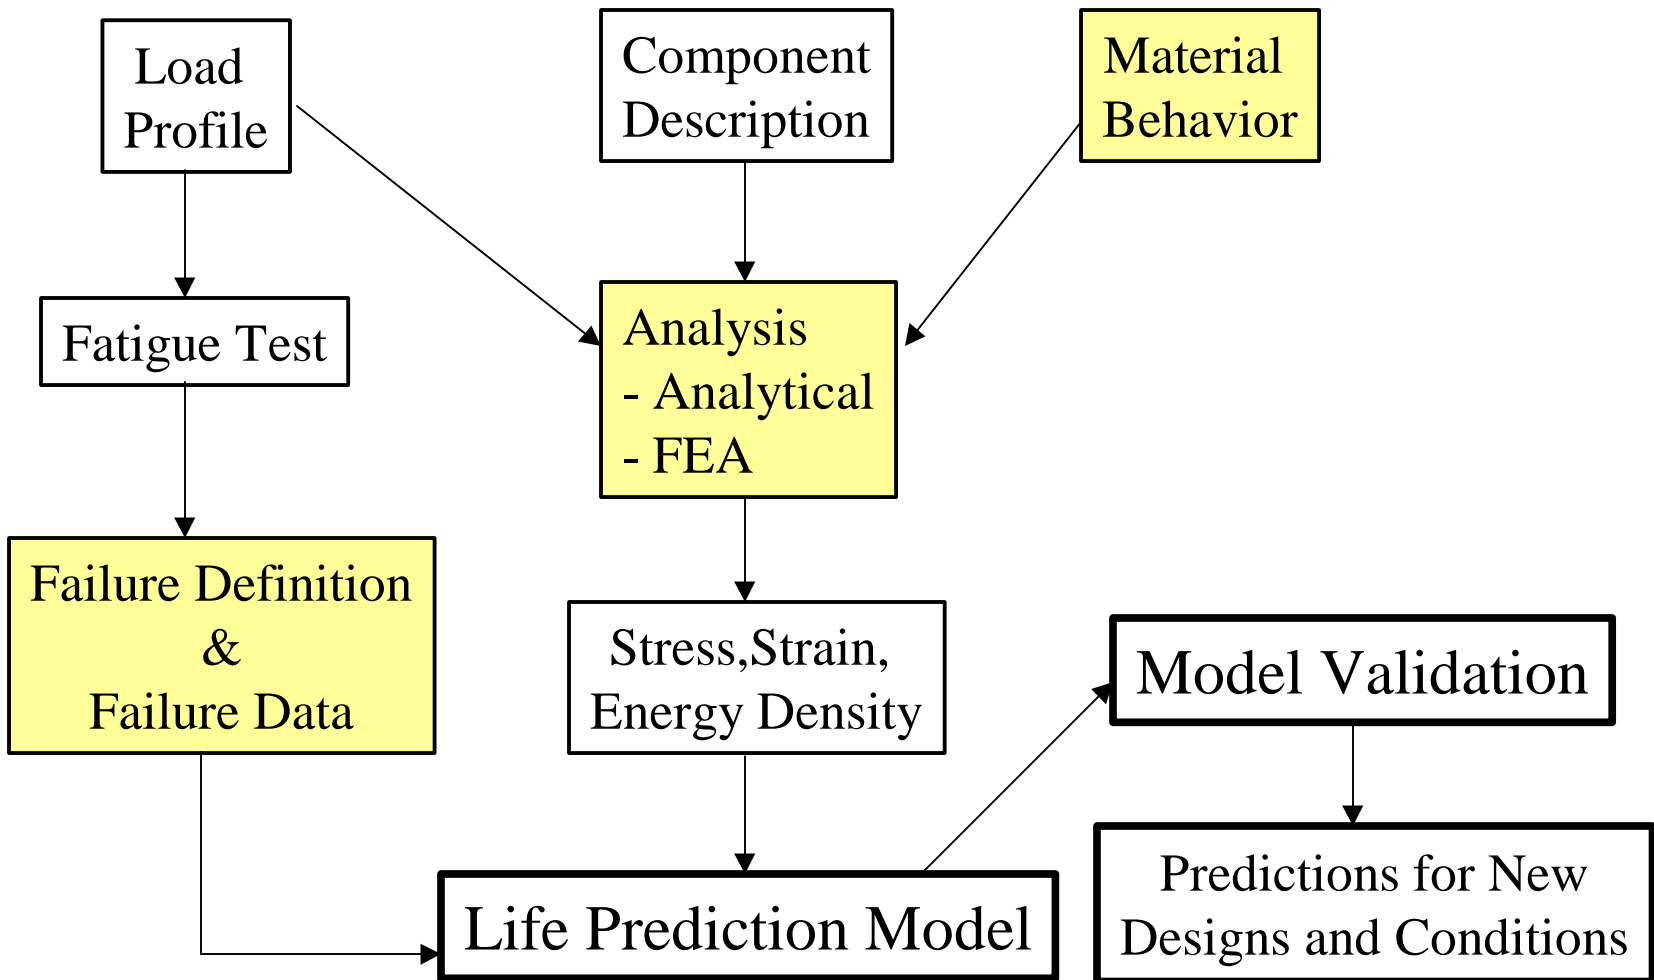 Load
Profile
Component
Description
Material
Behavior
Fatigue Test
Analysis
- Analytical
- FEA
Failure Definition
&
Failure Data
Stress,Strain,
Energy Density
Model Validation
Life Prediction Model
Predictions for New
Designs and Conditions